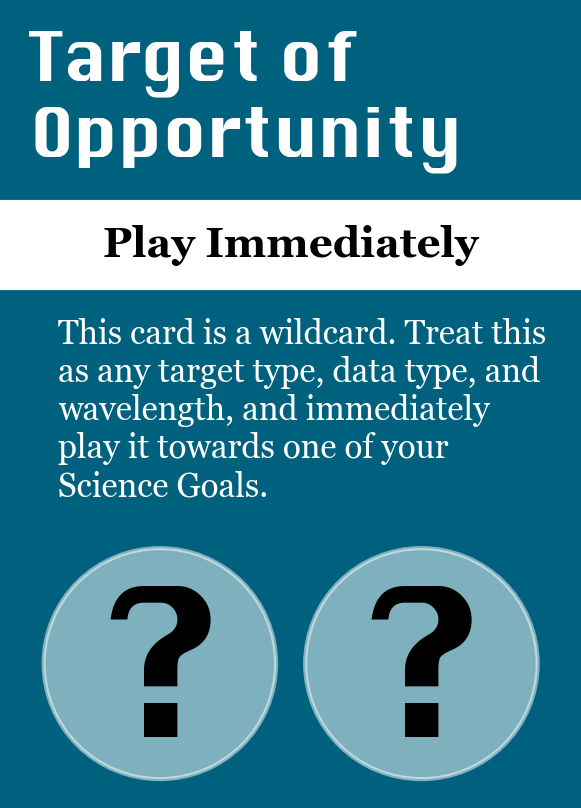 Target of
Opportunity
Play Immediately
This card is a wildcard. Treat this
as any target type, data type, and
wavelength, and immediately
play it towards one of your
Science Goals.
? ?